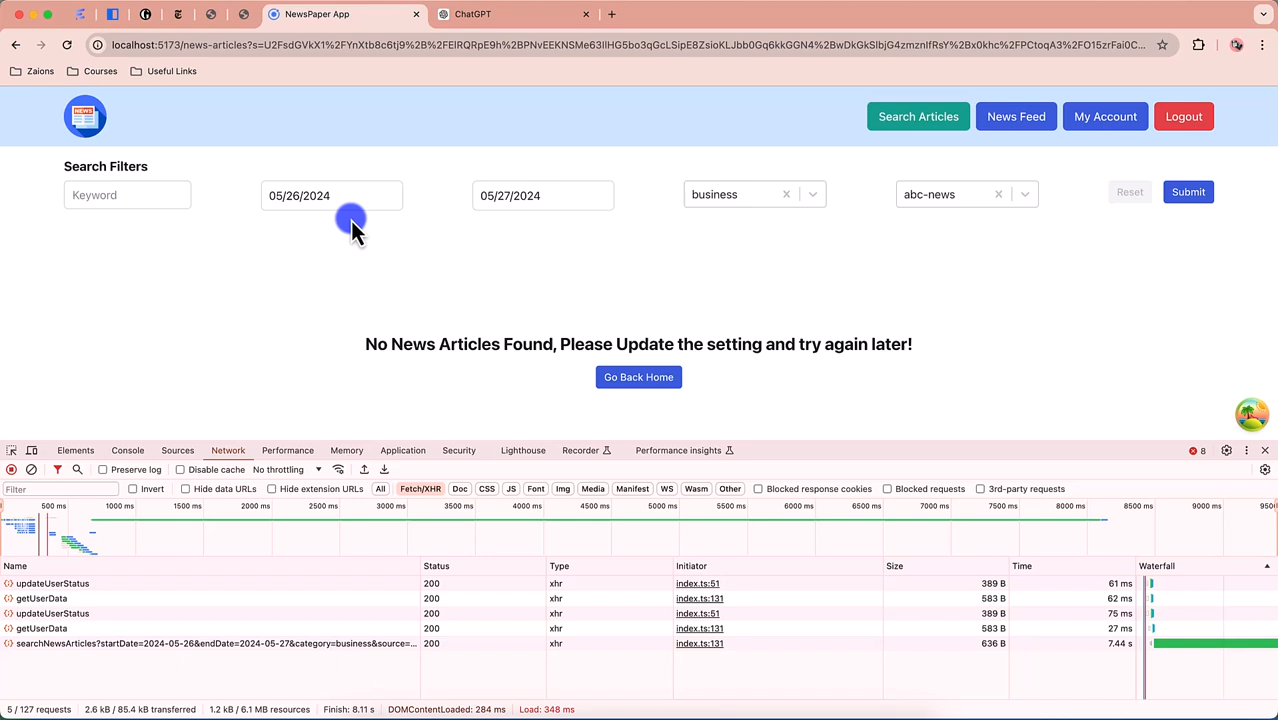 NewsPaper App
ChatGPT
localhost:5173/news-articles?s=U2FsdGVkX1%2FYnXtb8c6tj9%2B%2FElRQRpE9h%2BPNvEEKNSMe63IlHG5bo3qGcLSipE8ZsioKLJbb0Gq6kkGGN4%2BwDkGkSIbjG4zmznIfRsY%2Bx0khc%2FPCtoqA3%2FO15zrFai0C...
Zaions
Courses
Useful Links
NEWS
Search Articles
News Feed
My Account
Logout
Search Filters
Keyword
05/26/2024
05/27/2024
business
abc-news
Reset
Submit
No News Articles Found, Please Update the setting and try again later!
Go Back Home
Elements
Console
Sources
Network
Performance
Memory
Application
Security
Lighthouse
Recorder
Performance insights
8
Preserve log
Disable cache
No throttling
Filter
Invert
Hide data URLs
Hide extension URLs
All
Fetch/XHR
Doc
CSS
JS
Font
Img
Media
Manifest
WS
Wasm
Other
Blocked response cookies
Blocked requests
3rd-party requests
500 ms 1000 ms 1500 ms 2000 ms 2500 ms 3000 ms 3500 ms 4000 ms 4500 ms 5000 ms 5500 ms 6000 ms 6500 ms 7000 ms 7500 ms 8000 ms 8500 ms 9000 ms 950
Name Status Type Initiator Size Time Waterfall
updateUserStatus 200 xhr index.ts:51 389 B 61 ms
getUserData 200 xhr index.ts:131 583 B 62 ms
updateUserStatus 200 xhr index.ts:51 389 B 75 ms
getUserData 200 xhr index.ts:131 583 B 27 ms
searchNewsArticles?startDate=2024-05-26&endDate=2024-05-27&category=business&source=... 200 xhr index.ts:131 636 B 7.44 s
5 / 127 requests 2.6 kB / 85.4 kB transferred 1.2 kB / 6.1 MB resources Finish: 8.11 s DOMContentLoaded: 284 ms Load: 348 ms